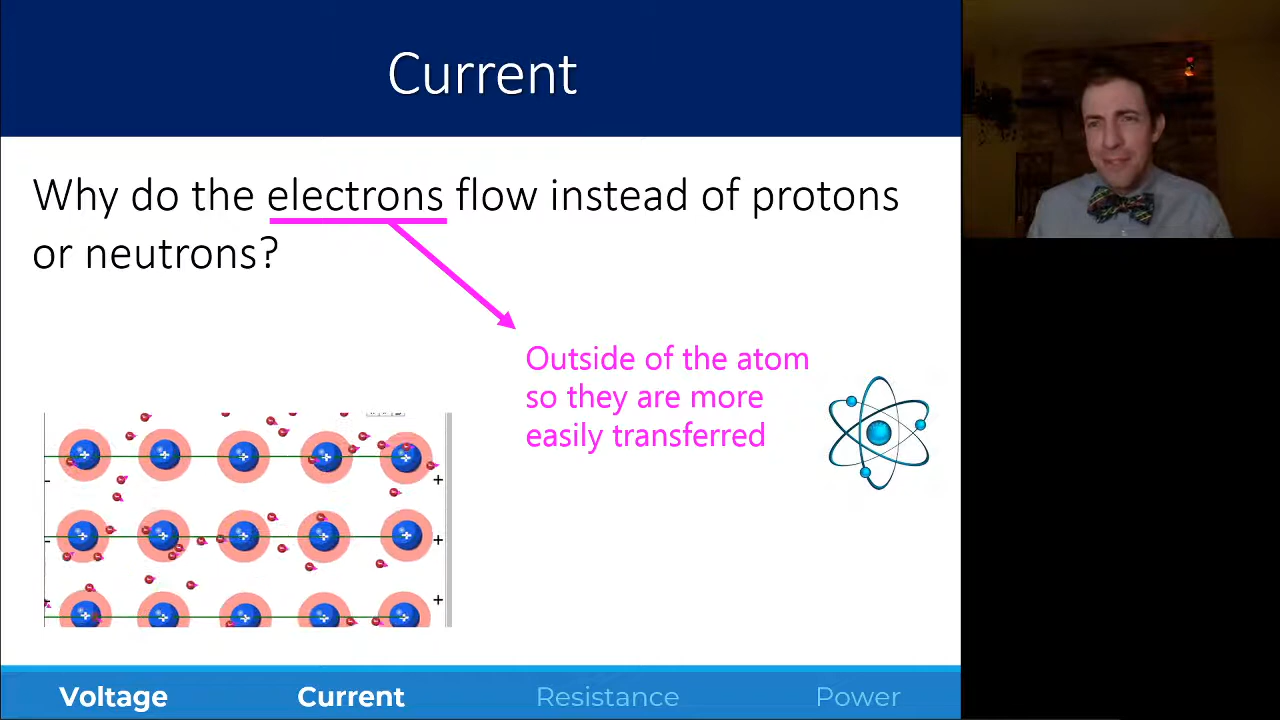 Current
Why do the electrons flow instead of protons
or neutrons?
Outside of the atom
so they are more
easily transferred
Voltage Current Resistance Power